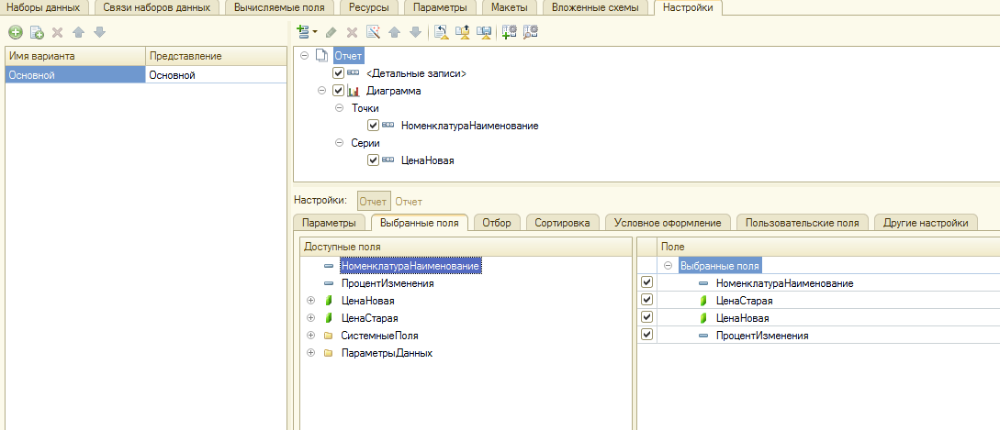 Наборы данных Связи наборов данных Вычисляемые поля Ресурсы Параметры Макеты Вложенные схемы Настройки
Имя варианта Представление
Основной Основной
Отчет
<Детальные записи>
Диаграмма
Точки
НоменклатураНаименование
Серии
ЦенаНовая
Настройки: Отчет Отчет
Параметры Выбранные поля Отбор Сортировка Условное оформление Пользовательские поля Другие настройки
Доступные поля
НоменклатураНаименование
ПроцентИзменения
ЦенаНовая
ЦенаСтарая
СистемныеПоля
ПараметрыДанных
Поле
Выбранные поля
НоменклатураНаименование
ЦенаСтарая
ЦенаНовая
ПроцентИзменения